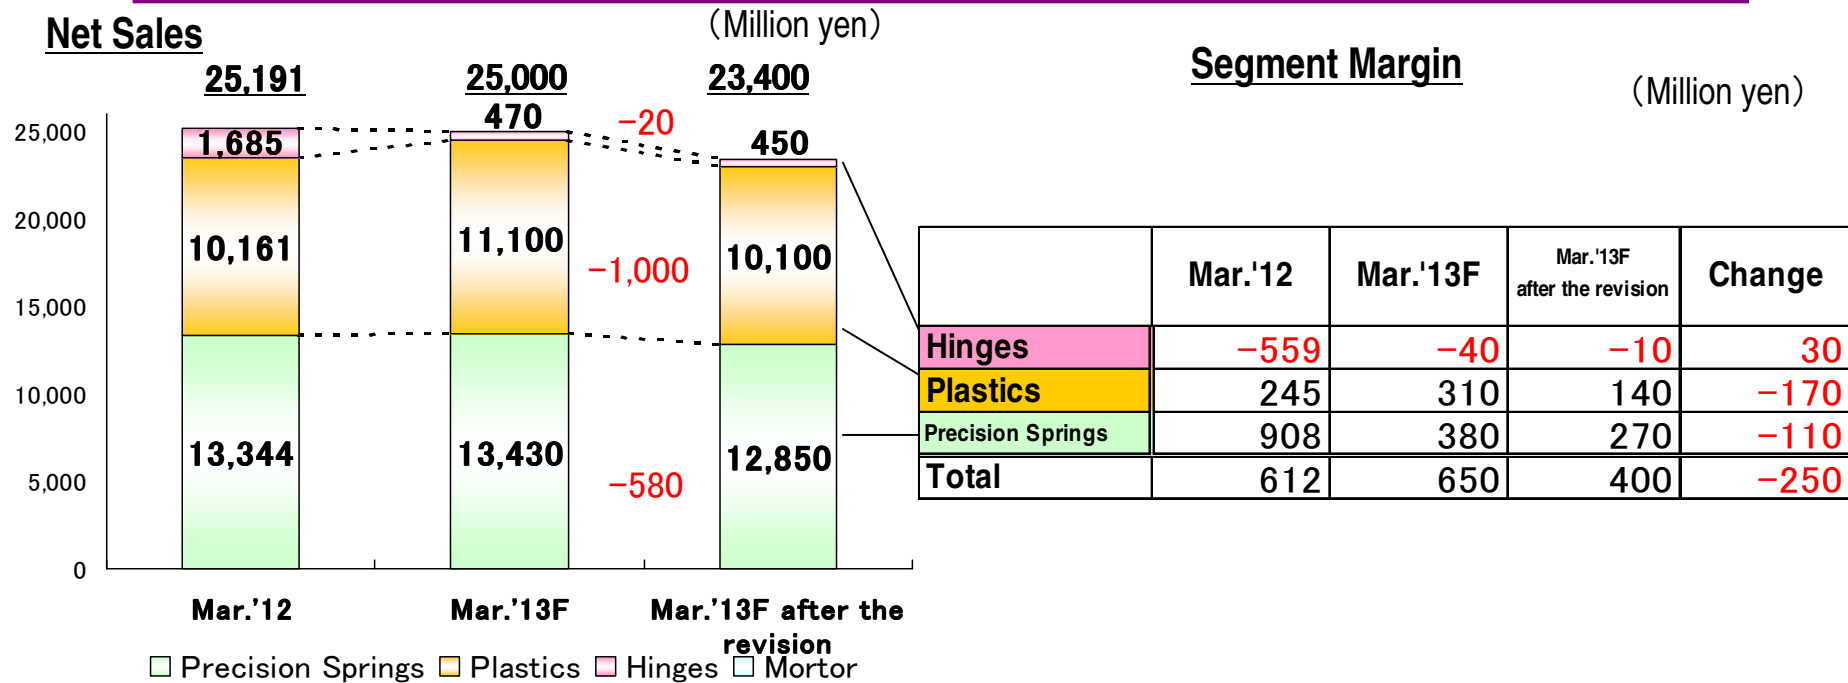 Net Sales
（Million yen）
25,191
25,000
23,400
25,000
20,000
15,000
10,000
5,000
0
1,685
10,161
13,344
470
11,100
13,430
450
10,100
12,850
−20
−1,000
−580
Mar.'12
Mar.'13F
Mar.'13F after the
revision
Precision Springs Plastics Hinges Mortor
Segment Margin
（Million yen）
Mar.'12 Mar.'13F Mar.'13F after the revision Change
Hinges −559 −40 −10 30
Plastics 245 310 140 −170
Precision Springs 908 380 270 −110
Total 612 650 400 −250